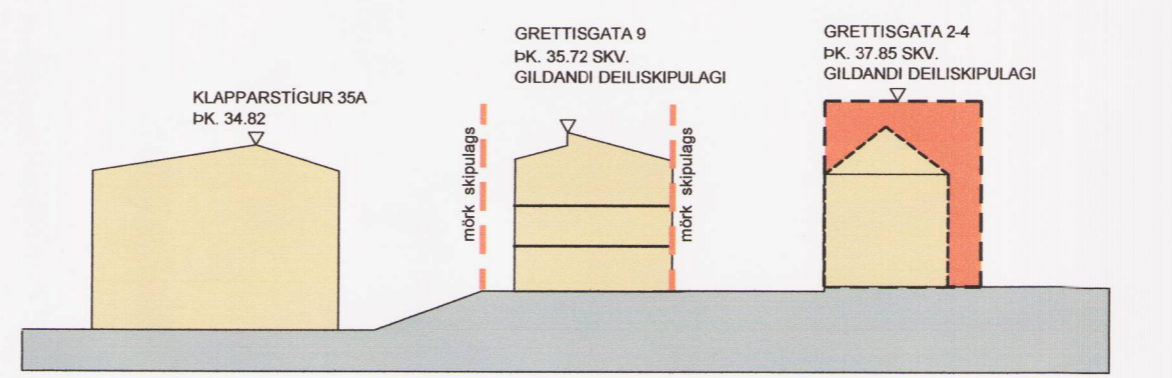 KLAPPARSTÍGUR 35A
ÞK. 34.82
mörk skipulags
GRETTISGATA 9
ÞK. 35.72 SKV.
GILDANDI DEILISKIPULAGI
mörk skipulags
GRETTISGATA 2-4
ÞK. 37.85 SKV.
GILDANDI DEILISKIPULAGI